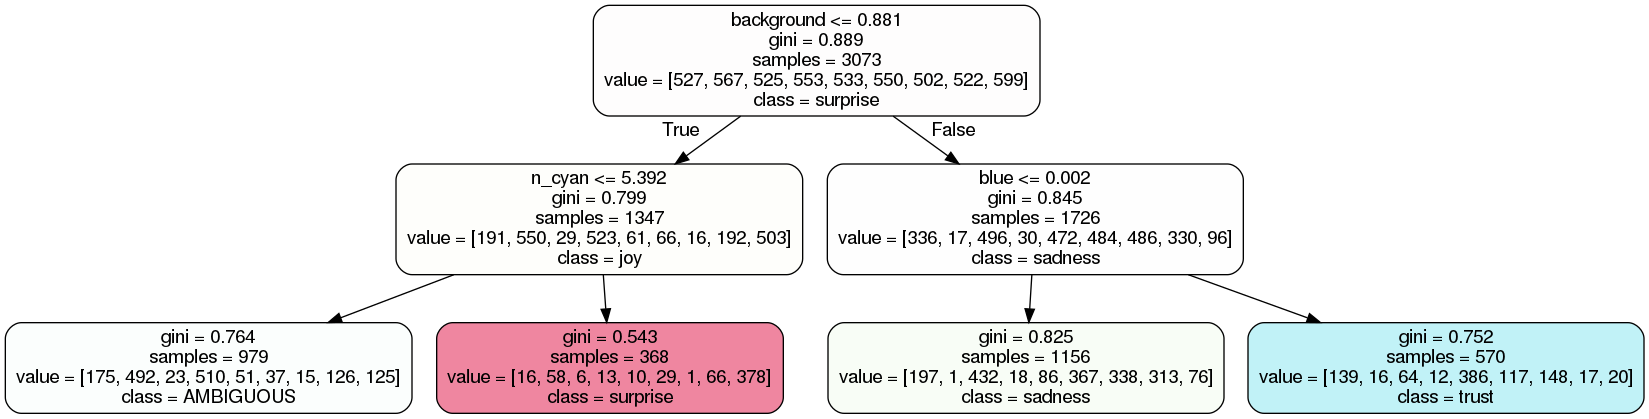 background <= 0.881
gini = 0.889
samples = 3073
value = [527, 567, 525, 553, 533, 550, 502, 522, 599]
class = surprise
True
False
n_cyan <= 5.392
gini = 0.799
samples = 1347
value = [191, 550, 29, 523, 61, 66, 16, 192, 503]
class = joy
blue <= 0.002
gini = 0.845
samples = 1726
value = [336, 17, 496, 30, 472, 484, 486, 330, 96]
class = sadness
gini = 0.764
samples = 979
value = [175, 492, 23, 510, 51, 37, 15, 126, 125]
class = AMBIGUOUS
gini = 0.543
samples = 368
value = [16, 58, 6, 13, 10, 29, 1, 66, 378]
class = surprise
gini = 0.825
samples = 1156
value = [197, 1, 432, 18, 86, 367, 338, 313, 76]
class = sadness
gini = 0.752
samples = 570
value = [139, 16, 64, 12, 386, 117, 148, 17, 20]
class = trust